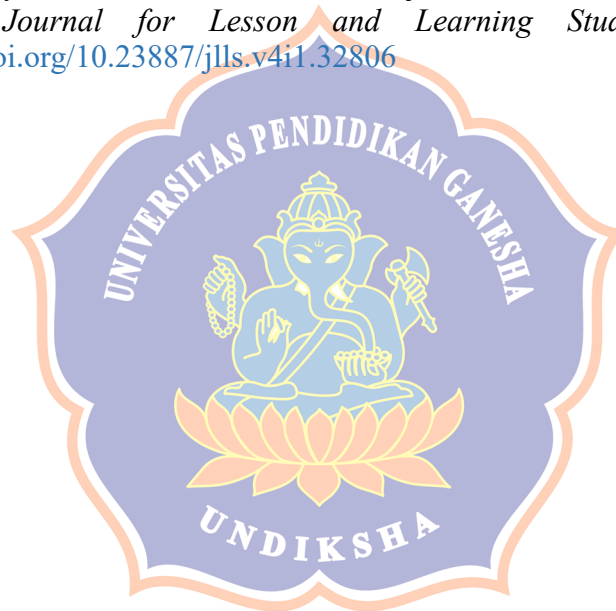 Journal for Lesson and Learning Stud
oi.org/10.23887/jlls.v4i1.32806
UNIVERSITAS PENDIDIKAN GANESHA
UNDIKSHA